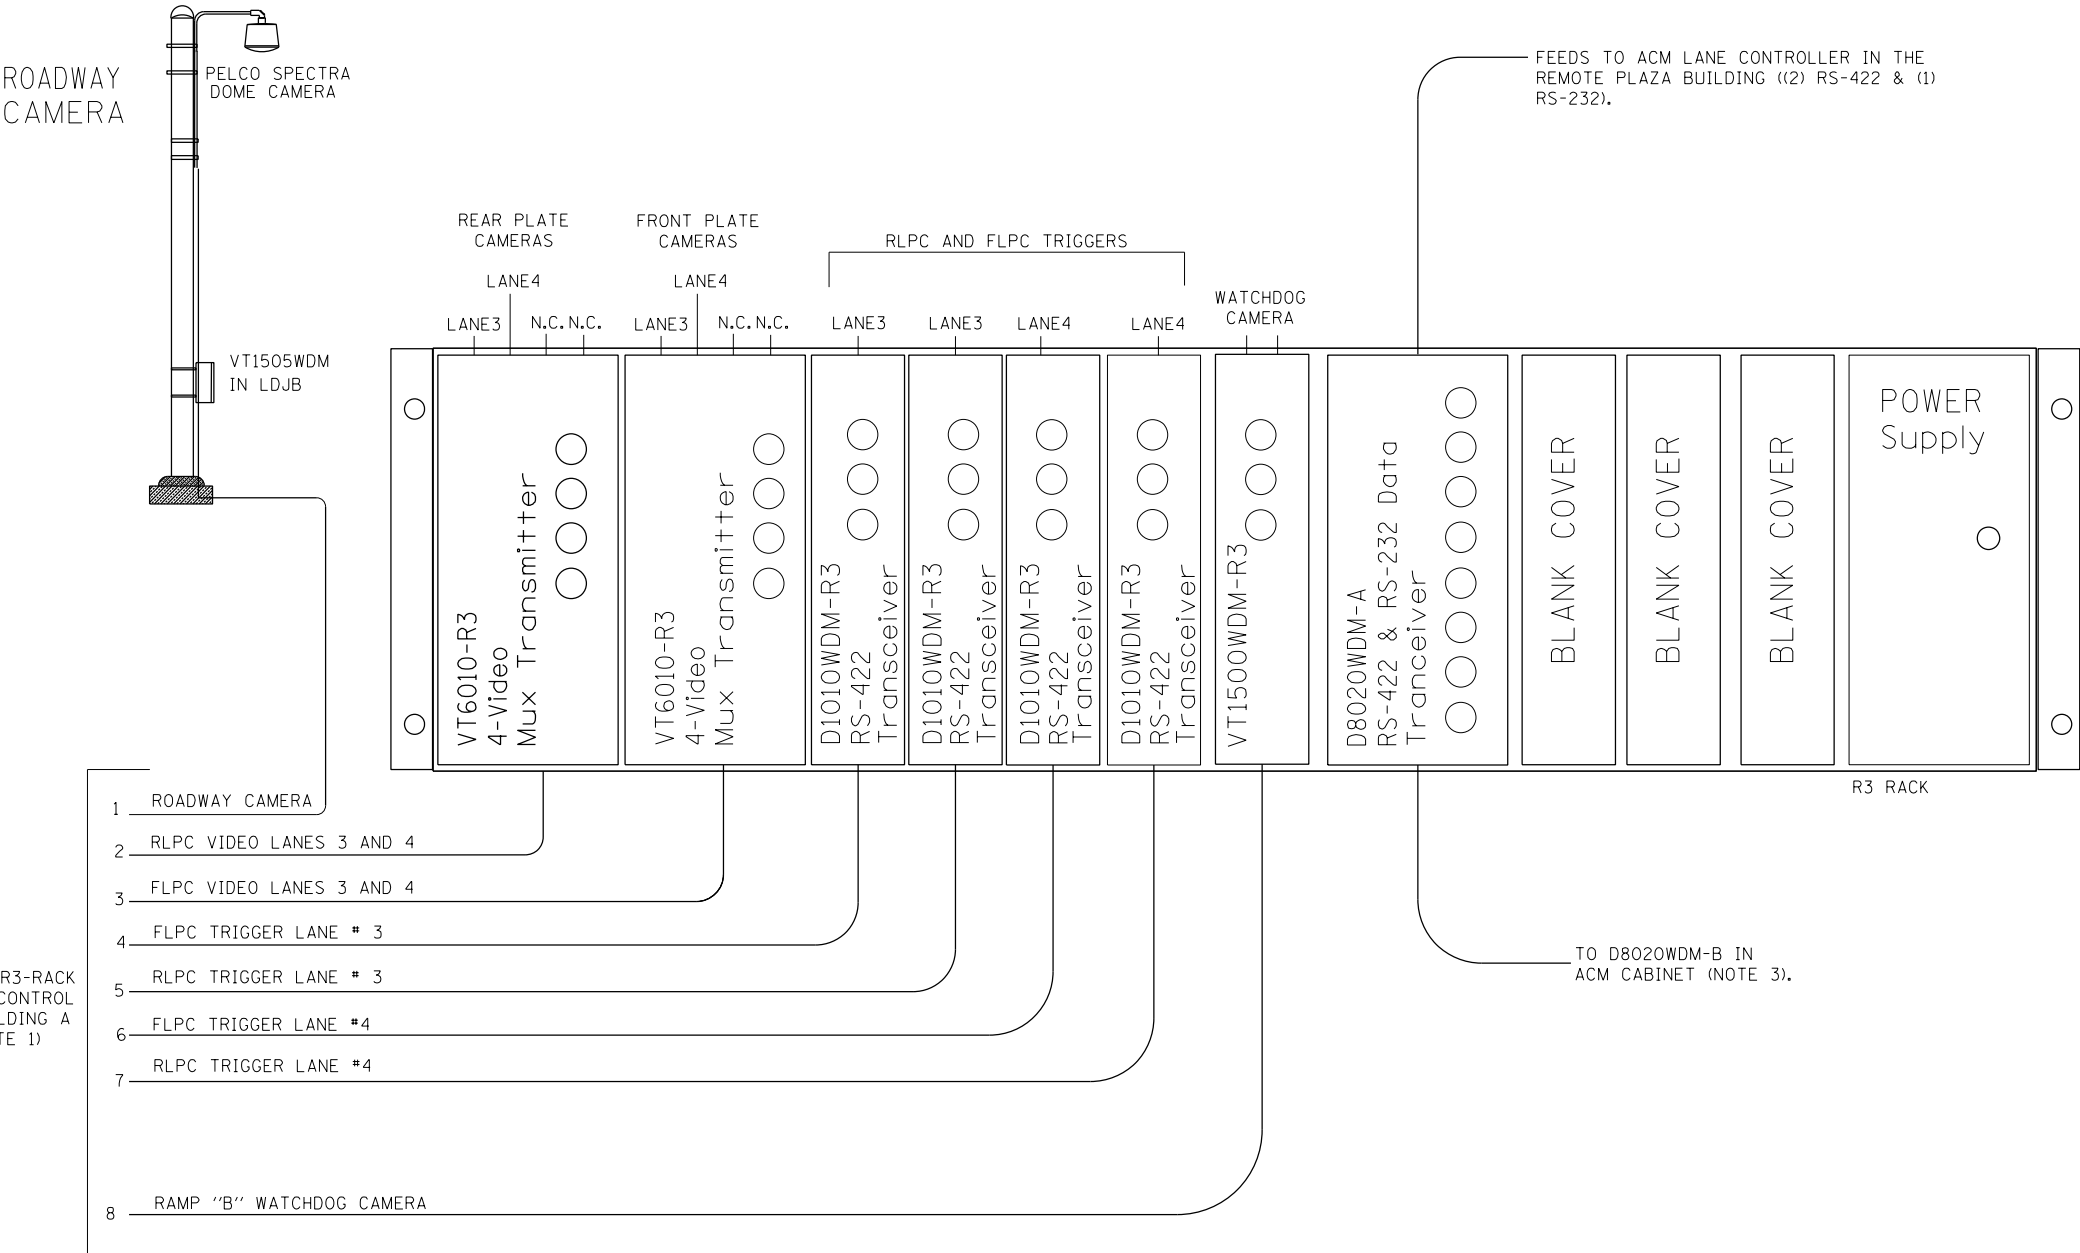 ROADWAY
CAMERA
PELCO SPECTRA
DOME CAMERA
VT1505WDM
IN LDJB
FEEDS TO ACM LANE CONTROLLER IN THE
REMOTE PLAZA BUILDING ((2) RS-422 & (1)
RS-232).
REAR PLATE
CAMERAS
LANE4
LANE3
N.C. N.C.
FRONT PLATE
CAMERAS
LANE4
LANE3
N.C. N.C.
RLPC AND FLPC TRIGGERS
LANE3
LANE3
LANE4
LANE4
WATCHDOG
CAMERA
VT6010-R3
4-Video
Mux Transmitter
VT6010-R3
4-Video
Mux Transmitter
D1010WDM-R3
RS-422
Transceiver
D1010WDM-R3
RS-422
Transceiver
D1010WDM-R3
RS-422
Transceiver
D1010WDM-R3
RS-422
Transceiver
VT1500WDM-R3
D8020WDM-A
RS-422 & RS-232 Data
Tranceiver
BLANK COVER
BLANK COVER
BLANK COVER
POWER
Supply
R3 RACK
1 ROADWAY CAMERA
2 RLPC VIDEO LANES 3 AND 4
3 FLPC VIDEO LANES 3 AND 4
4 FLPC TRIGGER LANE # 3
5 RLPC TRIGGER LANE # 3
6 FLPC TRIGGER LANE #4
7 RLPC TRIGGER LANE #4
8 RAMP "B" WATCHDOG CAMERA
R3-RACK
CONTROL
LDING A
TE 1)
TO D8020WDM-B IN
ACM CABINET (NOTE 3).